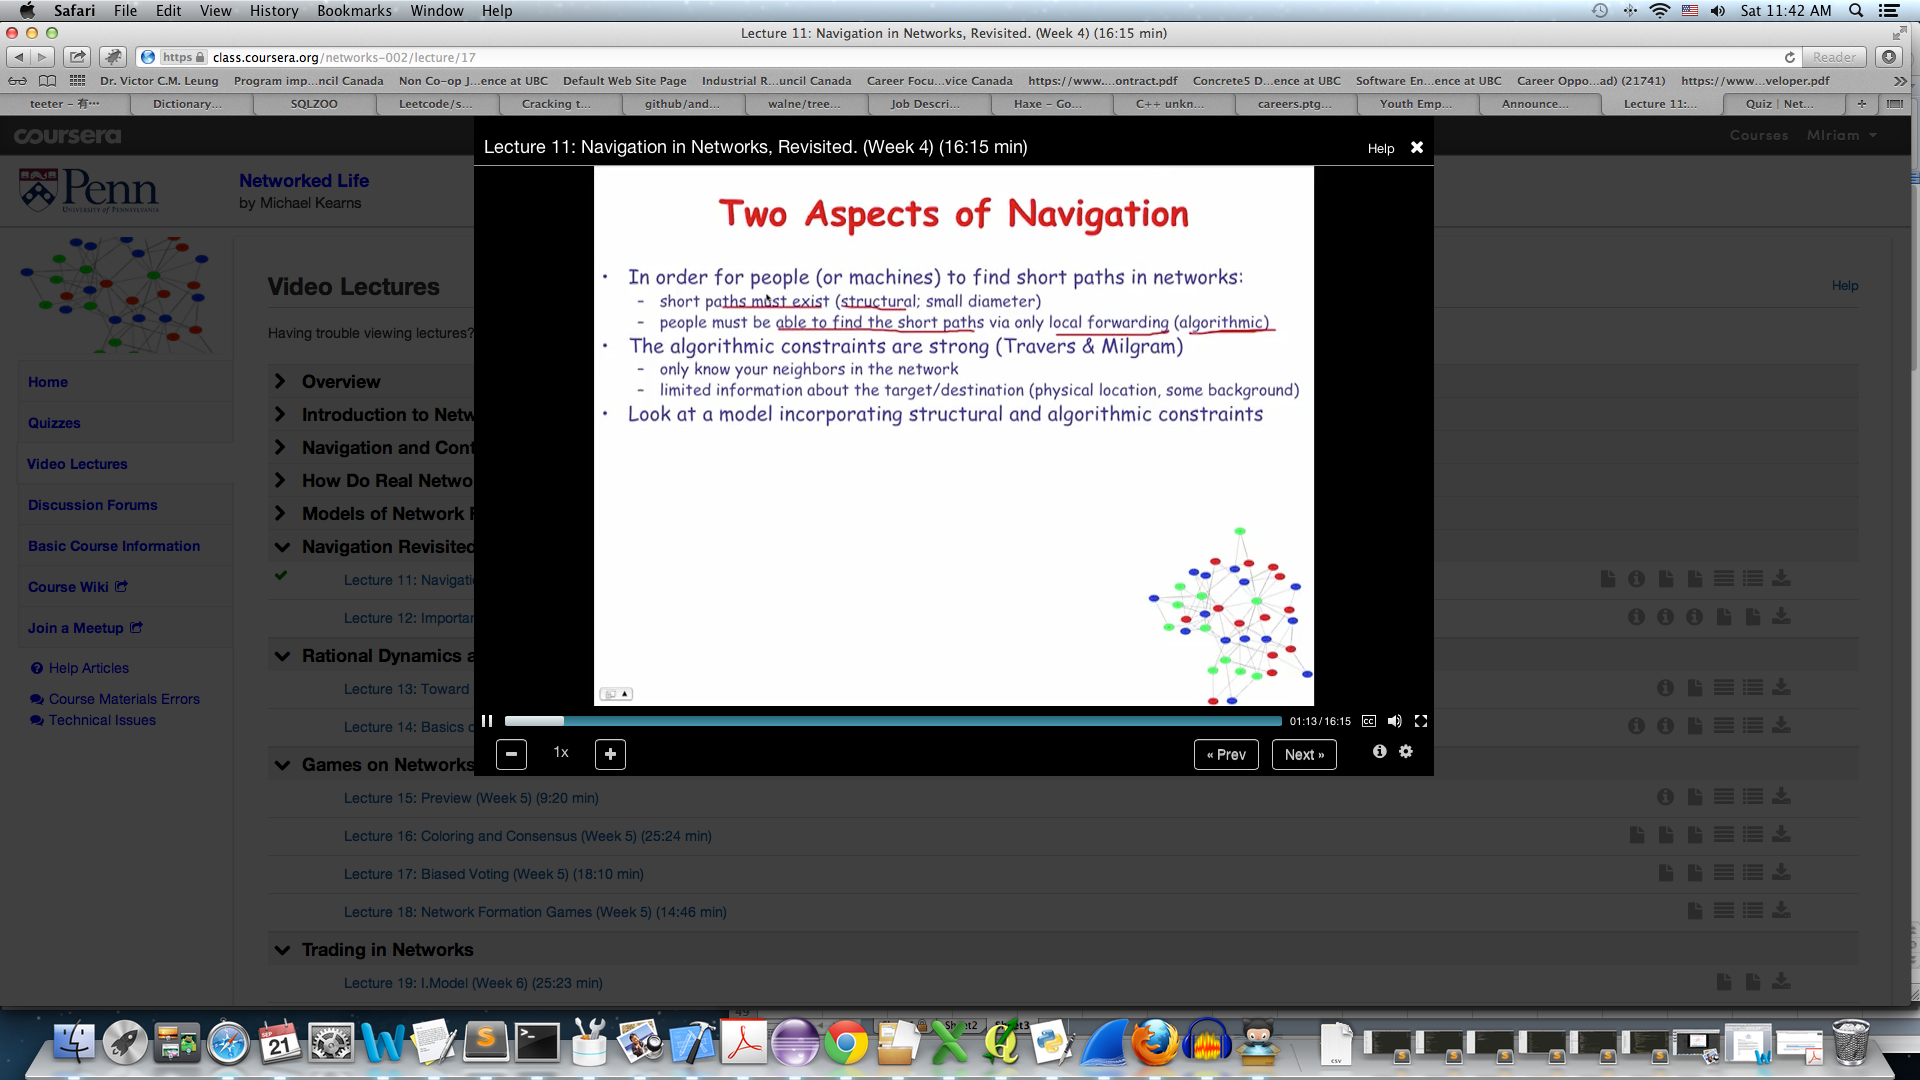 Safari File Edit View History Bookmarks Window Help Sat 11:42 AM
Lecture 11: Navigation in Networks, Revisited. (Week 4) (16:15 min)
https class.coursera.org/networks-002/lecture/17 Reader
Dr. Victor C.M. Leung Program imp...ncil Canada Non Co-op J...ence at UBC Default Web Site Page Industrial R...uncil Canada Career Focu...vice Canada https://www...ontract.pdf Concrete5 D...ence at UBC Software En...ence at UBC Career Oppo...ad) (21741) https://www...veloper.pdf
teeter – 有… Dictionary... SQLZOO Leetcode/s... Cracking t... github/and... walne/tree... Job Descri... Haxe – Go... C++ unkn... careers.ptg... Youth Emp... Announce... Lecture 11:... Quiz | Net...
coursera Courses MIriam
Lecture 11: Navigation in Networks, Revisited. (Week 4) (16:15 min) Help
Penn
UNIVERSITY of PENNSYLVANIA
Networked Life
by Michael Kearns
Video Lectures
Help
Having trouble viewing lectures?
Home
Quizzes
Video Lectures
Discussion Forums
Basic Course Information
Course Wiki
Join a Meetup
Help Articles
Course Materials Errors
Technical Issues
Overview
Introduction to Netw
Navigation and Cont
How Do Real Netwo
Models of Network F
Navigation Revisited
Lecture 11: Navigati
Lecture 12: Importan
Rational Dynamics a
Lecture 13: Toward
Lecture 14: Basics o
Games on Networks
Lecture 15: Preview (Week 5) (9:20 min)
Lecture 16: Coloring and Consensus (Week 5) (25:24 min)
Lecture 17: Biased Voting (Week 5) (18:10 min)
Lecture 18: Network Formation Games (Week 5) (14:46 min)
Trading in Networks
Lecture 19: I.Model (Week 6) (25:23 min)
Two Aspects of Navigation
• In order for people (or machines) to find short paths in networks:
- short paths must exist (structural; small diameter)
- people must be able to find the short paths via only local forwarding (algorithmic)
• The algorithmic constraints are strong (Travers & Milgram)
- only know your neighbors in the network
- limited information about the target/destination (physical location, some background)
• Look at a model incorporating structural and algorithmic constraints
01:13/16:15 CC
1x
« Prev Next »
49
Sheet2
SEP
21
CSV